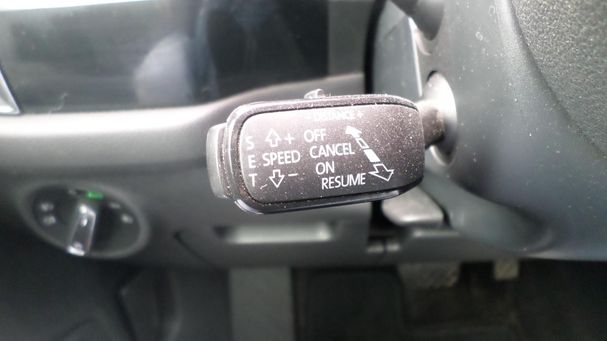 - DISTANCE +
S + OFF
E SPEED CANCEL
T - ON
RESUME